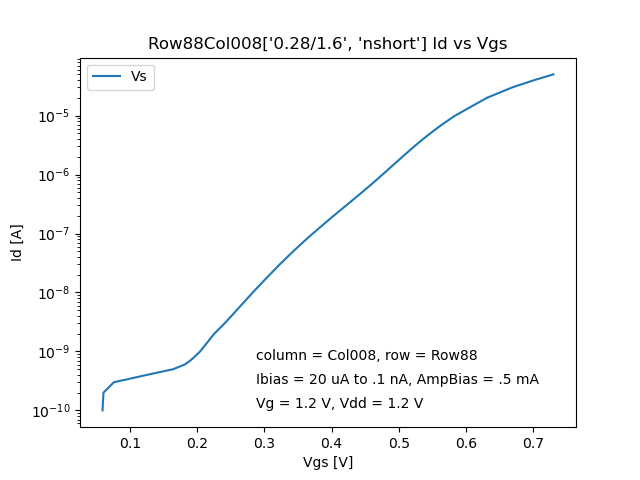 Row88Col008['0.28/1.6', 'nshort'] Id vs Vgs
Vs
10⁻⁵
10⁻⁶
10⁻⁷
10⁻⁸
10⁻⁹
10⁻¹⁰
Id [A]
column = Col008, row = Row88
Ibias = 20 uA to .1 nA, AmpBias = .5 mA
Vg = 1.2 V, Vdd = 1.2 V
0.1 0.2 0.3 0.4 0.5 0.6 0.7
Vgs [V]